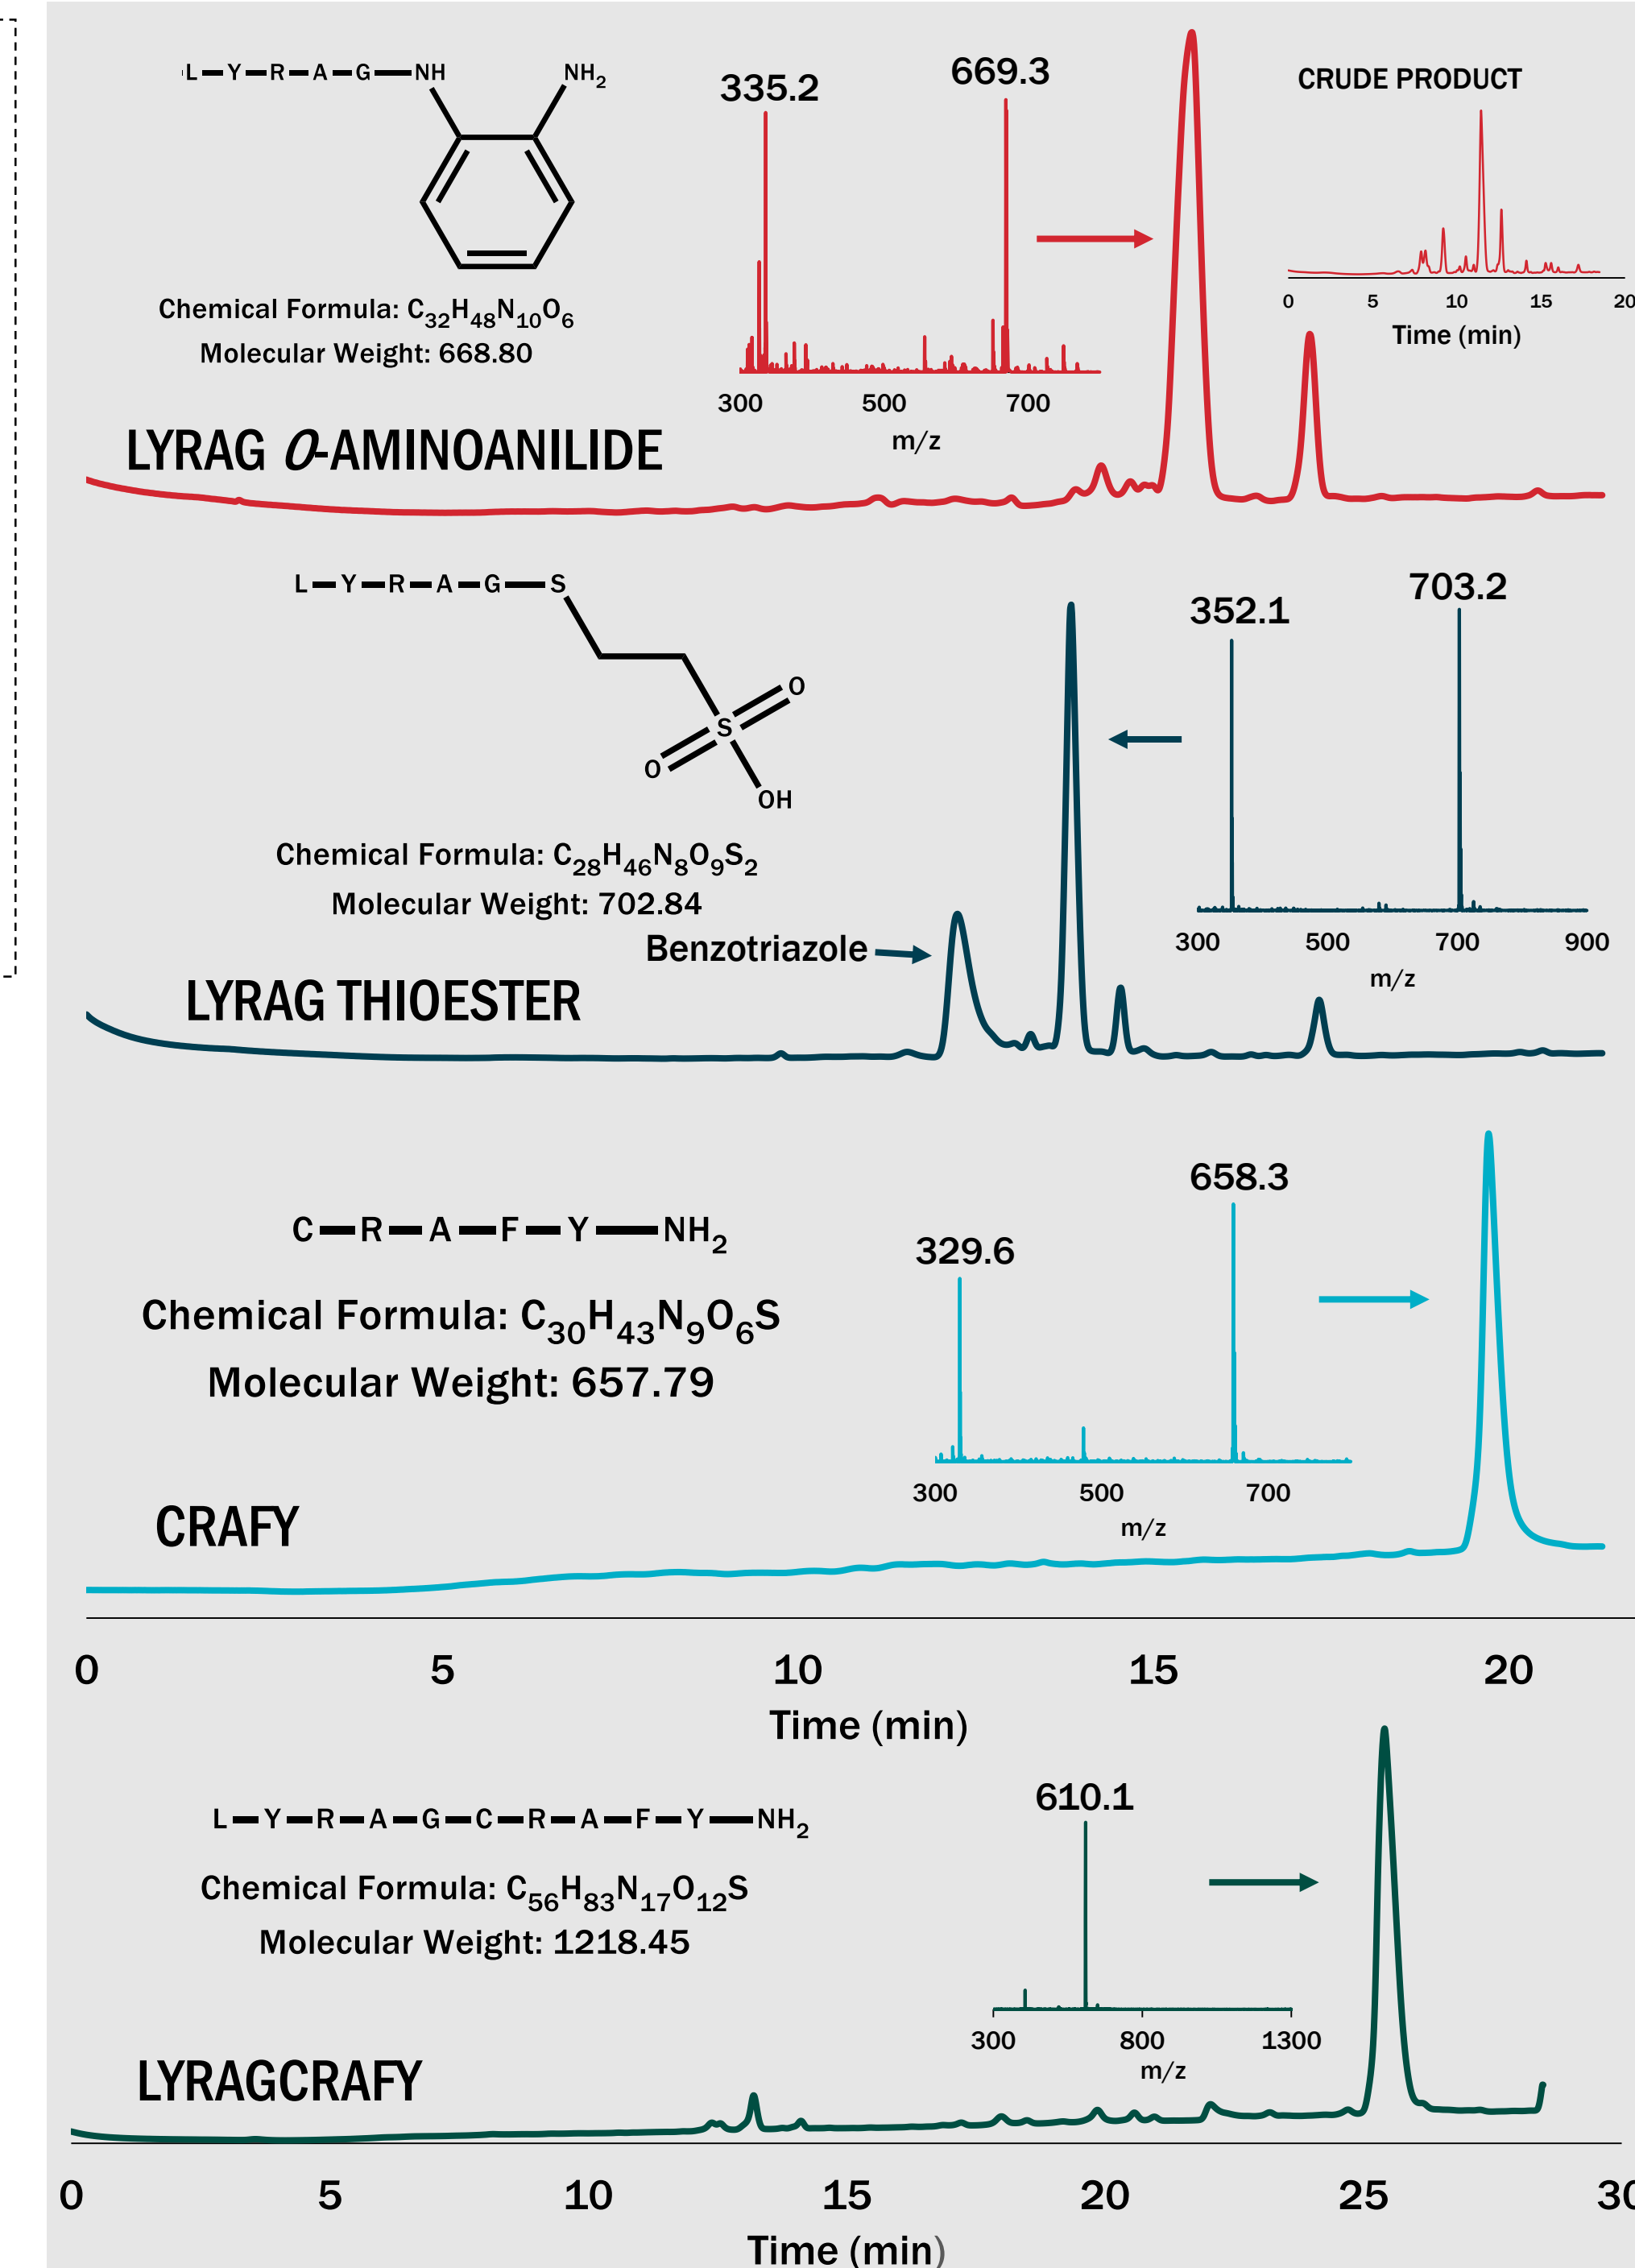 L Y R A G NH NH2
335.2
669.3
CRUDE PRODUCT
Chemical Formula: C32H48N10O6
Molecular Weight: 668.80
0 5 10 15 20
Time (min)
300 500 700
m/z
LYRAG O-AMINOANILIDE
L Y R A G S
O
S
O
OH
352.1
703.2
Chemical Formula: C28H46N8O9S2
Molecular Weight: 702.84
Benzotriazole
300 500 700 900
m/z
LYRAG THIOESTER
C R A F Y NH2
329.6
658.3
Chemical Formula: C30H43N9O6S
Molecular Weight: 657.79
300 500 700
m/z
CRAFY
0 5 10 15 20
Time (min)
L Y R A G C R A F Y NH2
610.1
Chemical Formula: C56H83N17O12S
Molecular Weight: 1218.45
300 800 1300
m/z
LYRAGCRAFY
0 5 10 15 20 25 30
Time (min)